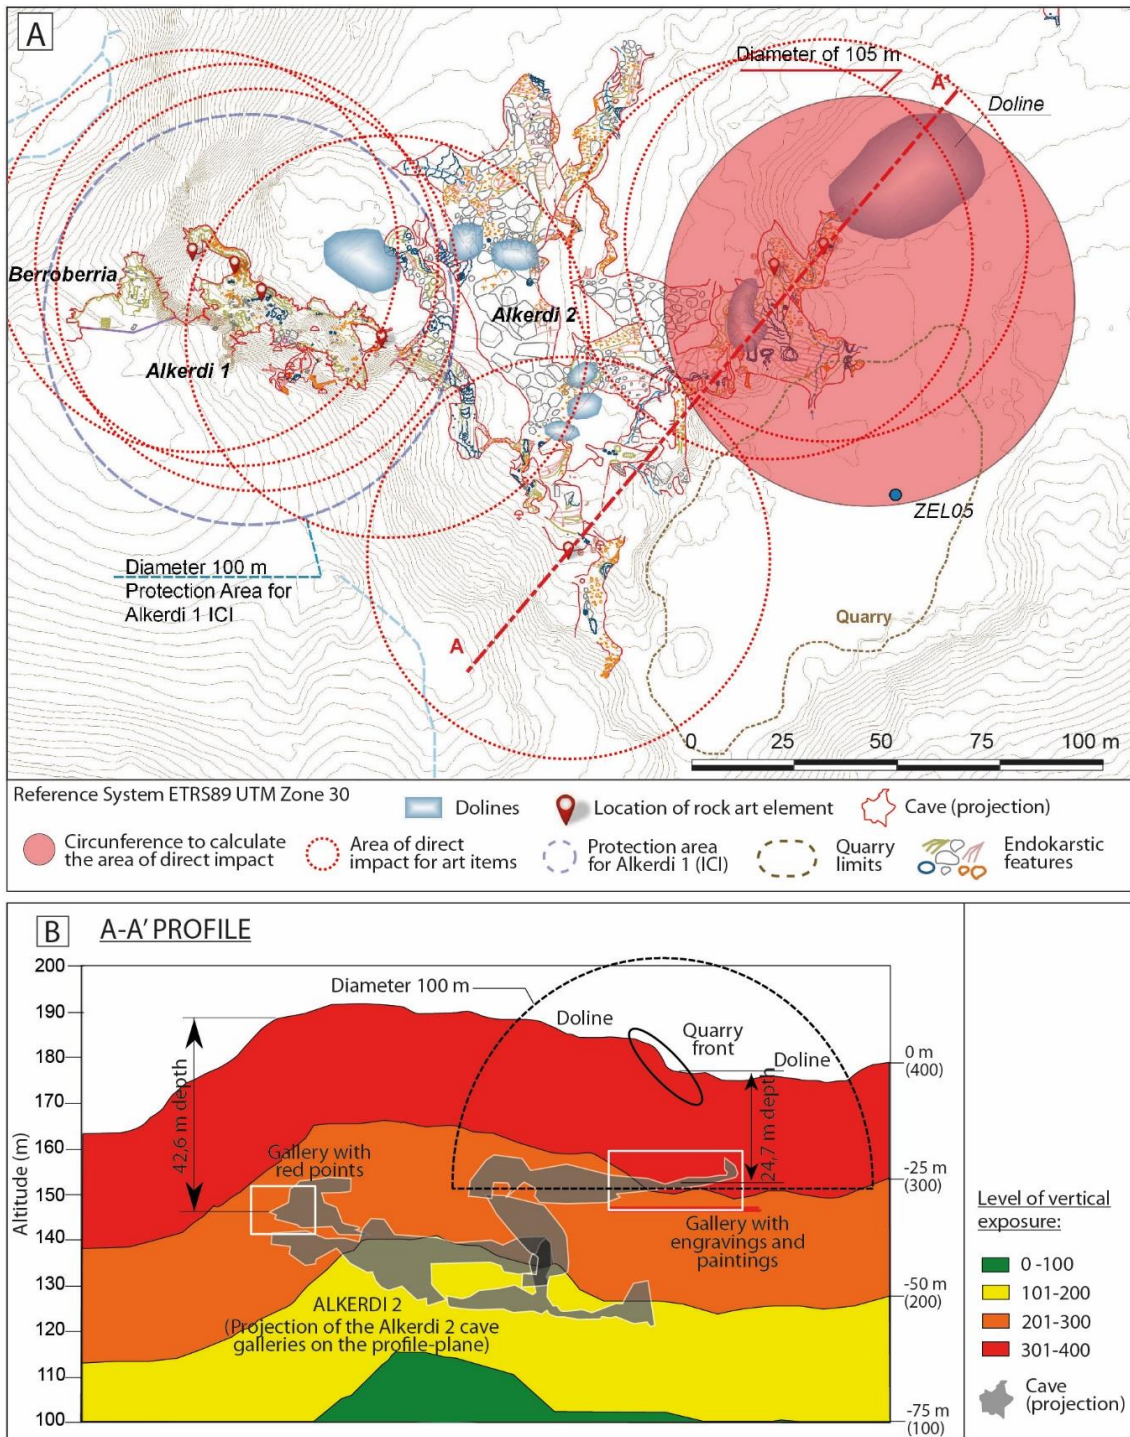 A
Diameter of 105 m
A'
Doline
Berroberria
Alkerdi 2
Alkerdi 1
ZEL05
Diameter 100 m
Protection Area for
Alkerdi 1 ICI
Quarry
A
0 25 50 75 100 m
Reference System ETRS89 UTM Zone 30
Dolines
Location of rock art element
Cave (projection)
Circunference to calculate
the area of direct impact
Area of direct
impact for art items
Protection area
for Alkerdi 1 (ICI)
Quarry
limits
Endokarstic
features
B
A-A' PROFILE
200
190
180
170
160
150
140
130
120
110
100
Altitude (m)
Diameter 100 m
Doline
Quarry
front
Doline
42,6 m depth
24,7 m depth
Gallery with
red points
Gallery with
engravings and
paintings
ALKERDI 2
(Projection of the Alkerdi 2 cave
galleries on the profile-plane)
0 m
(400)
-25 m
(300)
-50 m
(200)
-75 m
(100)
Level of vertical
exposure:
0 -100
101-200
201-300
301-400
Cave
(projection)